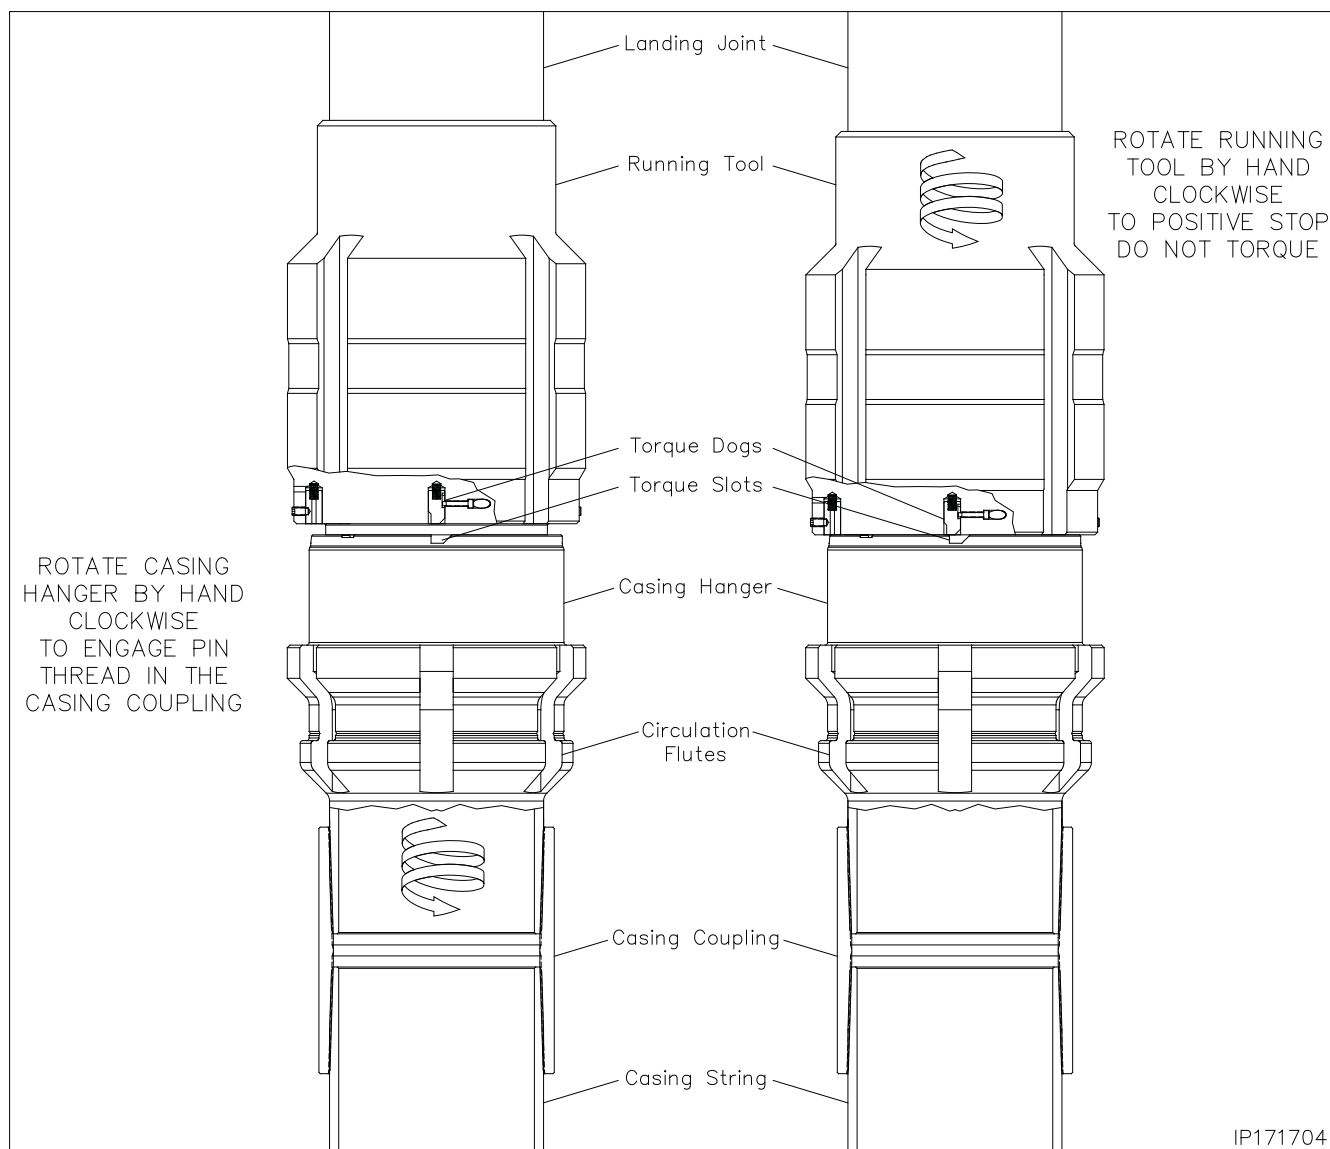 Landing Joint
ROTATE RUNNING
TOOL BY HAND
CLOCKWISE
TO POSITIVE STOP
DO NOT TORQUE
Running Tool
Torque Dogs
Torque Slots
ROTATE CASING
HANGER BY HAND
CLOCKWISE
TO ENGAGE PIN
THREAD IN THE
CASING COUPLING
Casing Hanger
Circulation
Flutes
Casing Coupling
Casing String
IP171704